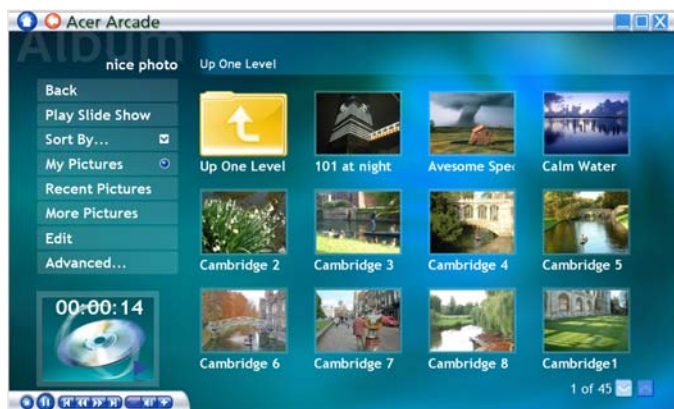 Acer Arcade
Album
nice photo
Up One Level
Back
Play Slide Show
Sort By...
My Pictures
Recent Pictures
More Pictures
Edit
Advanced...
00:00:14
Up One Level
101 at night
Avesome Spec
Calm Water
Cambridge 2
Cambridge 3
Cambridge 4
Cambridge 5
Cambridge 6
Cambridge 7
Cambridge 8
Cambridge1
1 of 45